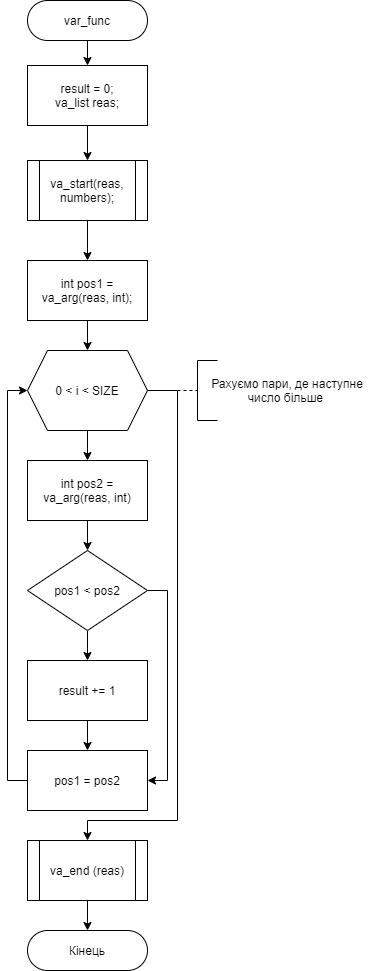 var_func
result = 0;
va_list reas;
va_start(reas,
numbers);
int pos1 =
va_arg(reas, int);
0 < i < SIZE
Рахуємо пари, де наступне
число більше
int pos2 =
va_arg(reas, int)
pos1 < pos2
result += 1
pos1 = pos2
va_end (reas)
Кінець